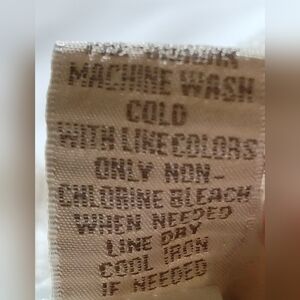 MACHINE WASH
COLD
WITH LIKE COLORS
ONLY NON-
CHLORINE BLEACH
WHEN NEEDED
LINE DRY
COOL IRON
IF NEEDED